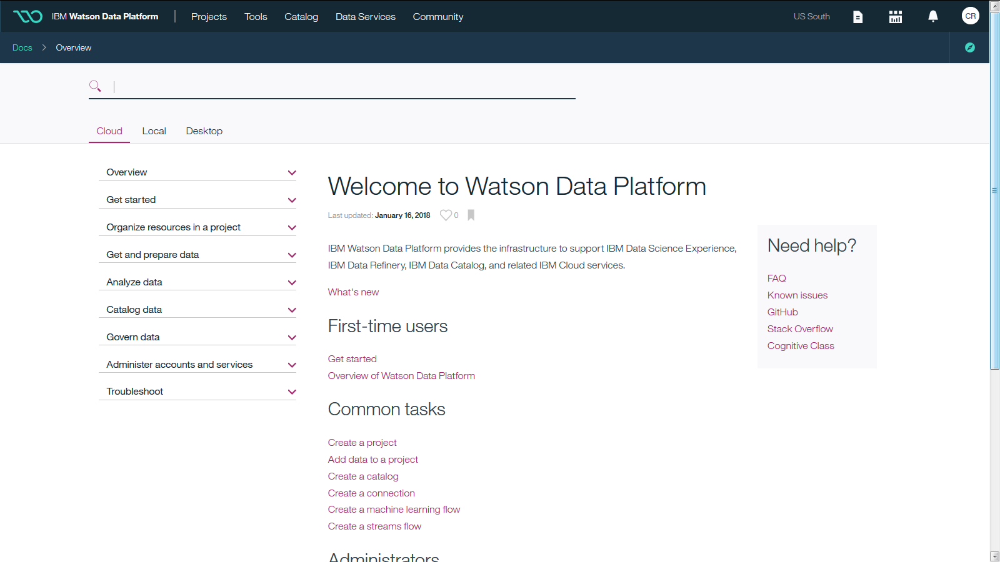 IBM Watson Data Platform
Projects
Tools
Catalog
Data Services
Community
US South
CR
Docs
Overview
Cloud
Local
Desktop
Overview
Get started
Organize resources in a project
Get and prepare data
Analyze data
Catalog data
Govern data
Administer accounts and services
Troubleshoot
Welcome to Watson Data Platform
Last updated: January 16, 2018
0
IBM Watson Data Platform provides the infrastructure to support IBM Data Science Experience,
IBM Data Refinery, IBM Data Catalog, and related IBM Cloud services.
What's new
First-time users
Get started
Overview of Watson Data Platform
Common tasks
Create a project
Add data to a project
Create a catalog
Create a connection
Create a machine learning flow
Create a streams flow
Administrators
Need help?
FAQ
Known issues
GitHub
Stack Overflow
Cognitive Class